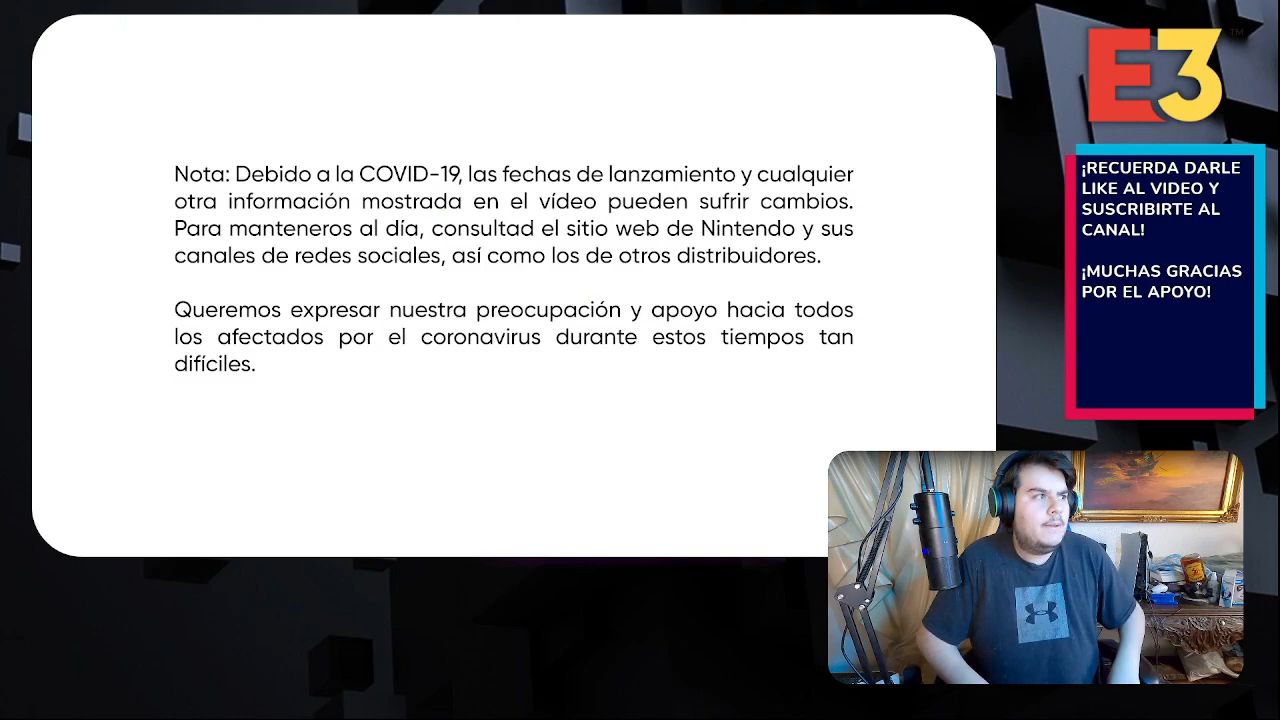 Nota: Debido a la COVID-19, las fechas de lanzamiento y cualquier
otra información mostrada en el vídeo pueden sufrir cambios.
Para manteneros al día, consultad el sitio web de Nintendo y sus
canales de redes sociales, así como los de otros distribuidores.
Queremos expresar nuestra preocupación y apoyo hacia todos
los afectados por el coronavirus durante estos tiempos tan
difíciles.
E3 ™
¡RECUERDA DARLE
LIKE AL VIDEO Y
SUSCRIBIRTE AL
CANAL!
¡MUCHAS GRACIAS
POR EL APOYO!